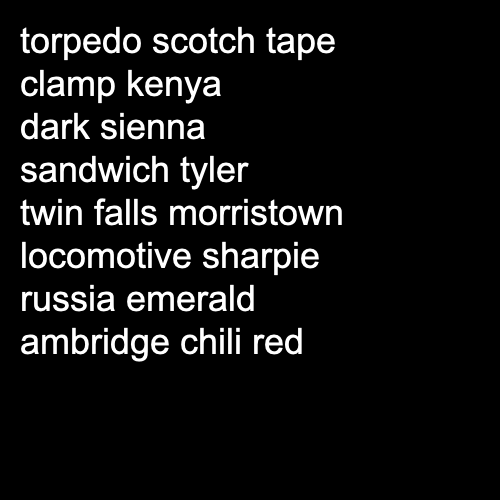 torpedo scotch tape
clamp kenya
dark sienna
sandwich tyler
twin falls morristown
locomotive sharpie
russia emerald
ambridge chili red